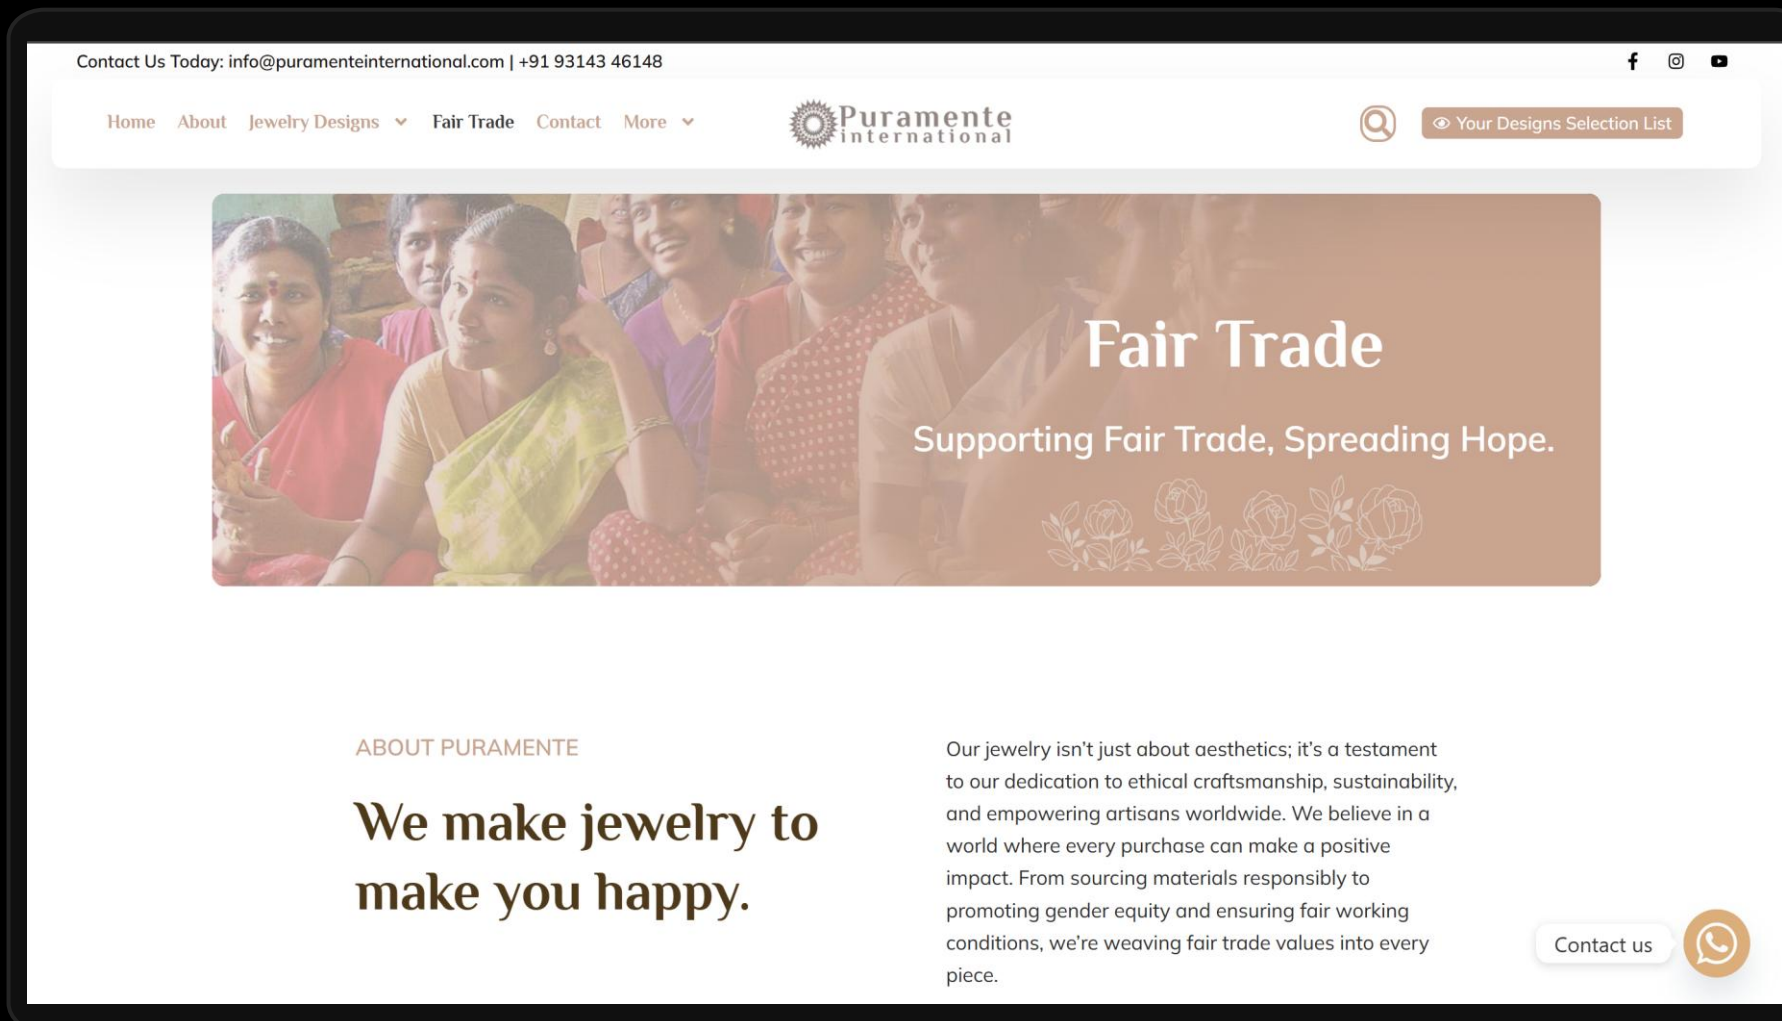 Contact Us Today: info@puramenteinternational.com | +91 93143 46148
Home About Jewelry Designs Fair Trade Contact More
Puramente
international
Your Designs Selection List
Fair Trade
Supporting Fair Trade, Spreading Hope.
ABOUT PURAMENTE
We make jewelry to
make you happy.
Our jewelry isn't just about aesthetics; it's a testament
to our dedication to ethical craftsmanship, sustainability,
and empowering artisans worldwide. We believe in a
world where every purchase can make a positive
impact. From sourcing materials responsibly to
promoting gender equity and ensuring fair working
conditions, we're weaving fair trade values into every
piece.
Contact us